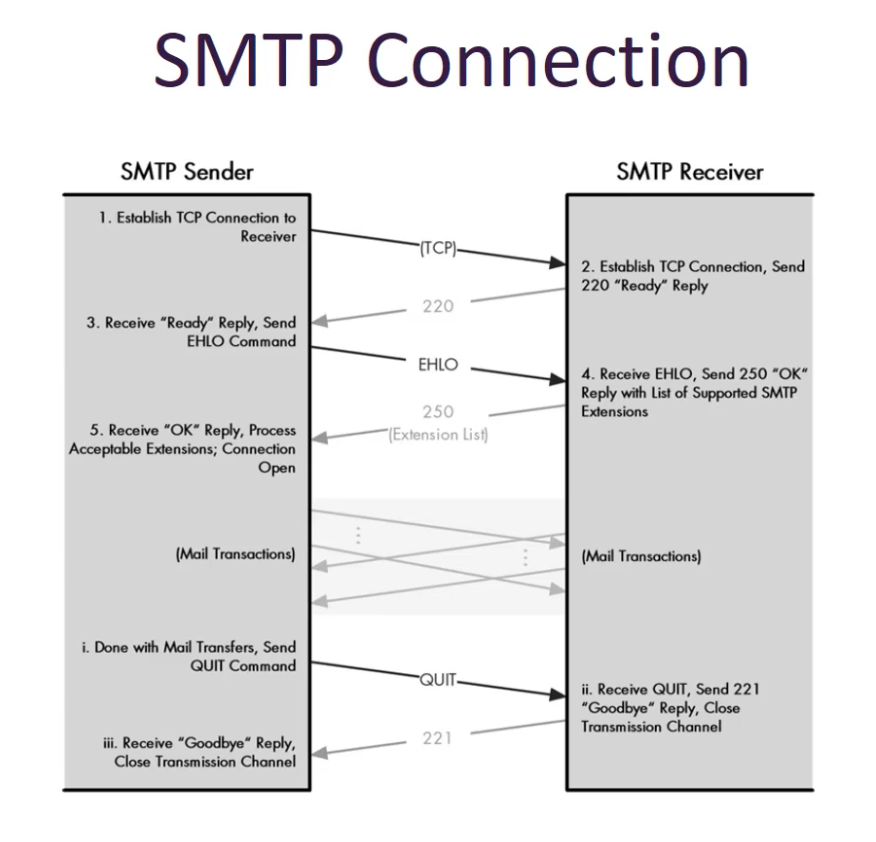 SMTP Connection
SMTP Sender
SMTP Receiver
1. Establish TCP Connection to
Receiver
(TCP)
2. Establish TCP Connection, Send
220 "Ready" Reply
220
3. Receive "Ready" Reply, Send
EHLO Command
EHLO
4. Receive EHLO, Send 250 "OK"
Reply with List of Supported SMTP
Extensions
250
(Extension List)
5. Receive "OK" Reply, Process
Acceptable Extensions; Connection
Open
(Mail Transactions)
(Mail Transactions)
i. Done with Mail Transfers, Send
QUIT Command
QUIT
ii. Receive QUIT, Send 221
"Goodbye" Reply, Close
Transmission Channel
221
iii. Receive "Goodbye" Reply,
Close Transmission Channel